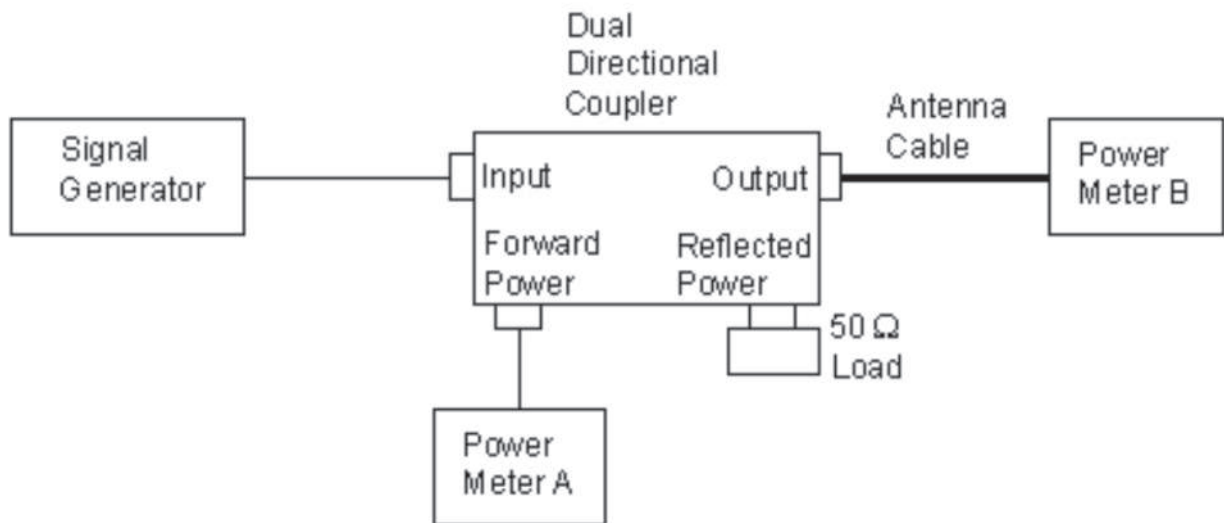 Dual
Directional
Coupler
Antenna
Cable
Signal
Generator
Input
Output
Power
Meter B
Forward
Power
Reflected
Power
50 Ω
Load
Power
Meter A